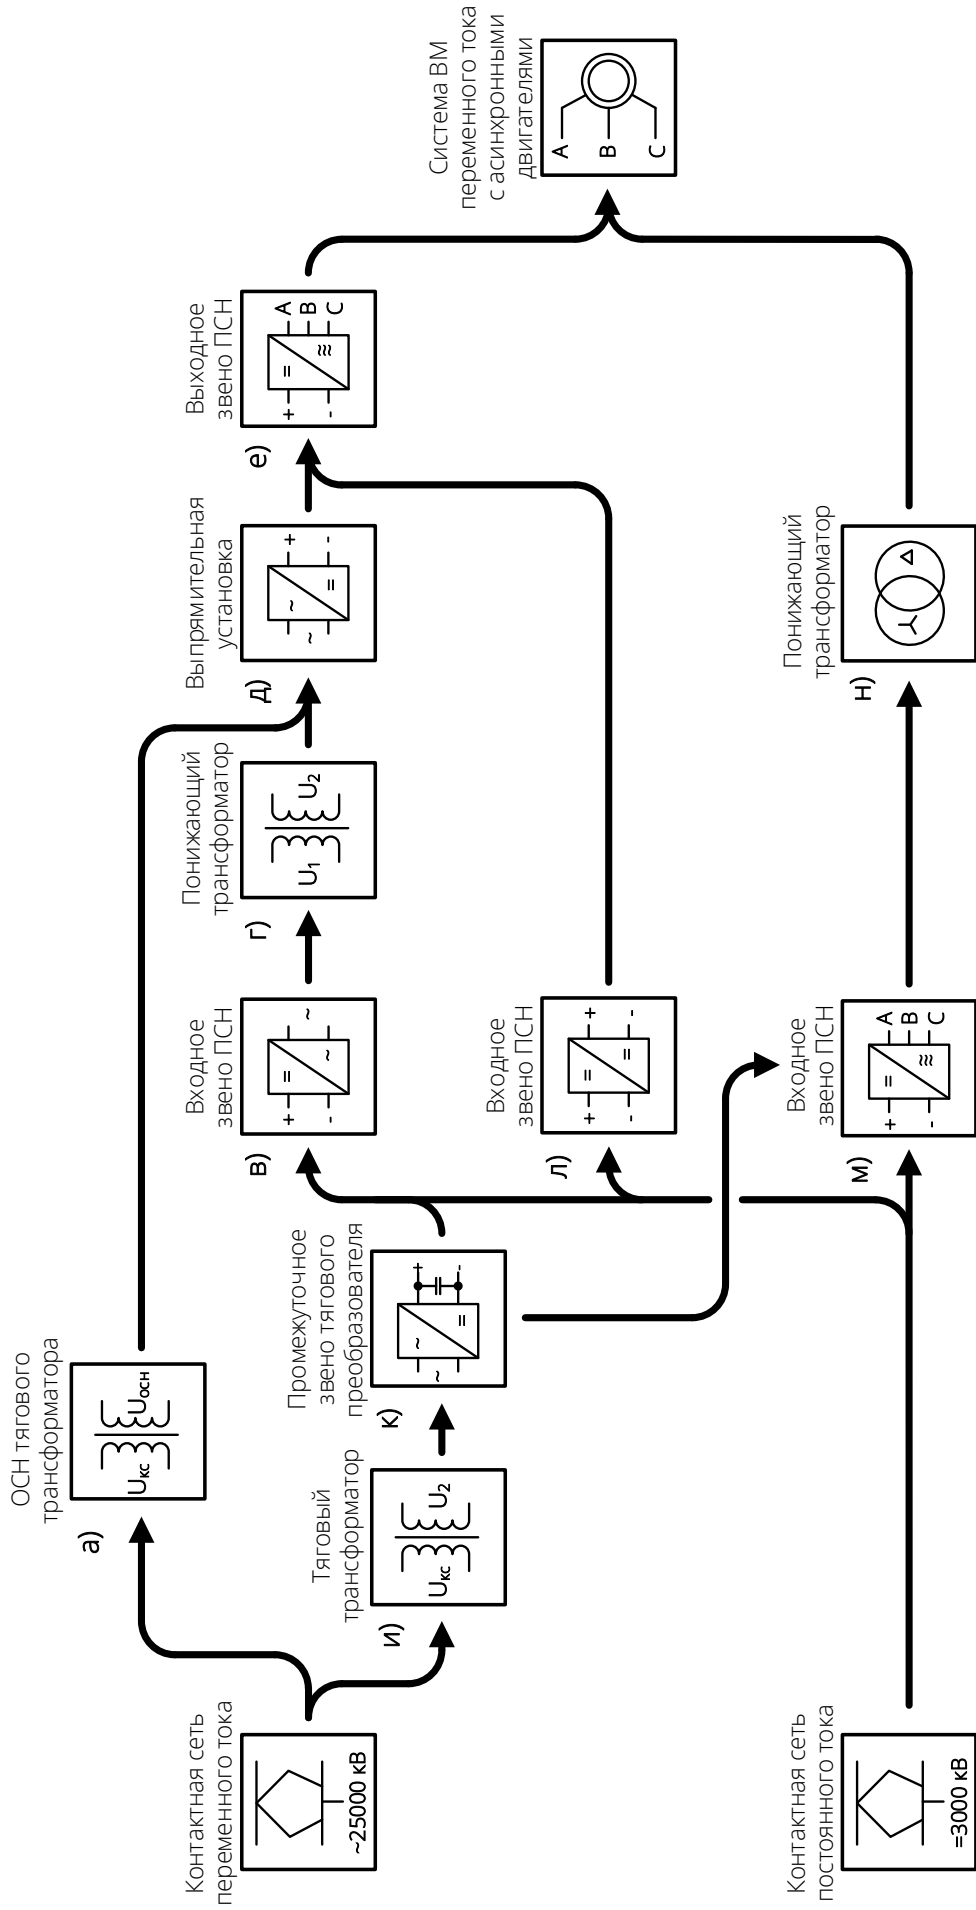 ОСН тягового
трансформатора
а)
Uкс
Uосн
Контактная сеть
переменного тока
~25000 кВ
Тяговый
трансформатор
и)
Uкс
U2
Промежуточное
звено тягового
преобразователя
к)
~
~
=
+
-
Входное
звено ПСН
в)
+
-
=
~
~
Понижающий
трансформатор
г)
U1
U2
Выпрямительная
установка
д)
~
~
=
+
-
Выходное
звено ПСН
е)
+
-
=
≋
A
B
C
Система ВМ
переменного тока
с асинхронными
двигателями
A
B
C
Входное
звено ПСН
л)
+
-
=
=
+
-
Контактная сеть
постоянного тока
=3000 кВ
Входное
звено ПСН
м)
+
-
=
≋
A
B
C
Понижающий
трансформатор
н)